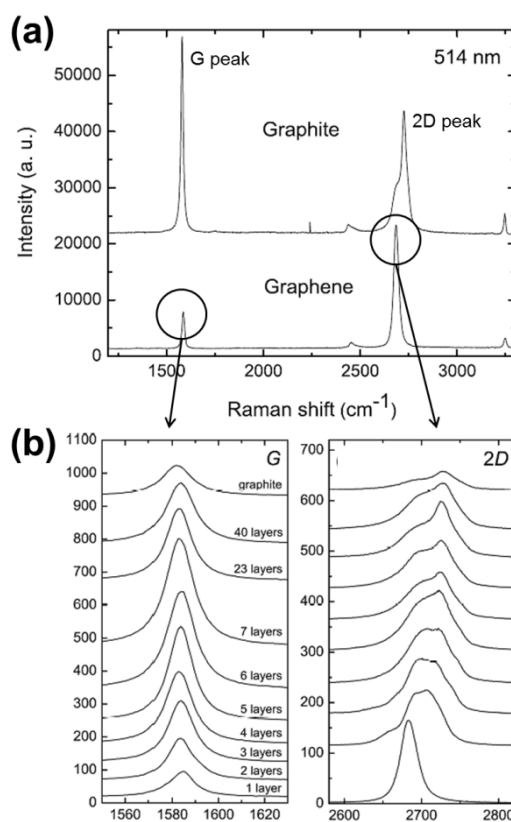 (a)
G peak
514 nm
50000
2D peak
40000
Graphite
Intensity (a. u.)
30000
20000
Graphene
10000
0
1500
2000
2500
3000
Raman shift (cm-1)
(b)
1100
G
1000
graphite
900
800
40 layers
700
23 layers
600
500
7 layers
400
6 layers
300
5 layers
200
4 layers
3 layers
100
2 layers
1 layer
0
1560
1580
1600
1620
700
2D
600
500
400
300
200
100
0
2600
2700
2800